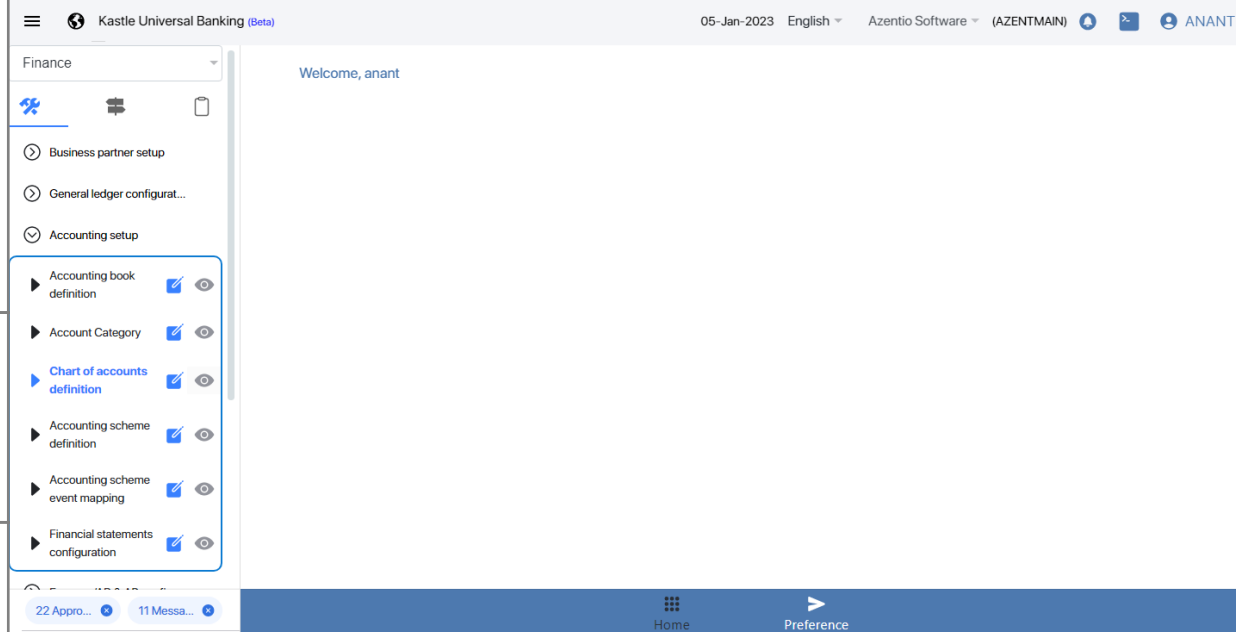 Kastle Universal Banking (Beta)
05-Jan-2023 English Azentio Software (AZENTMAIN) ANANT
Finance
Welcome, anant
Business partner setup
General ledger configurat...
Accounting setup
Accounting book
definition
Account Category
Chart of accounts
definition
Accounting scheme
definition
Accounting scheme
event mapping
Financial statements
configuration
22 Appro... 11 Messa...
Home Preference